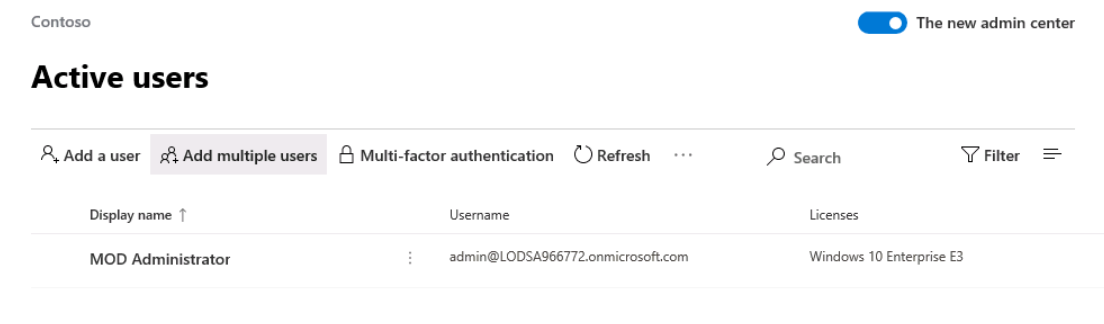 Contoso
The new admin center
Active users
Add a user Add multiple users Multi-factor authentication Refresh ··· Search Filter
Display name ↑ Username Licenses
MOD Administrator admin@LODSA966772.onmicrosoft.com Windows 10 Enterprise E3